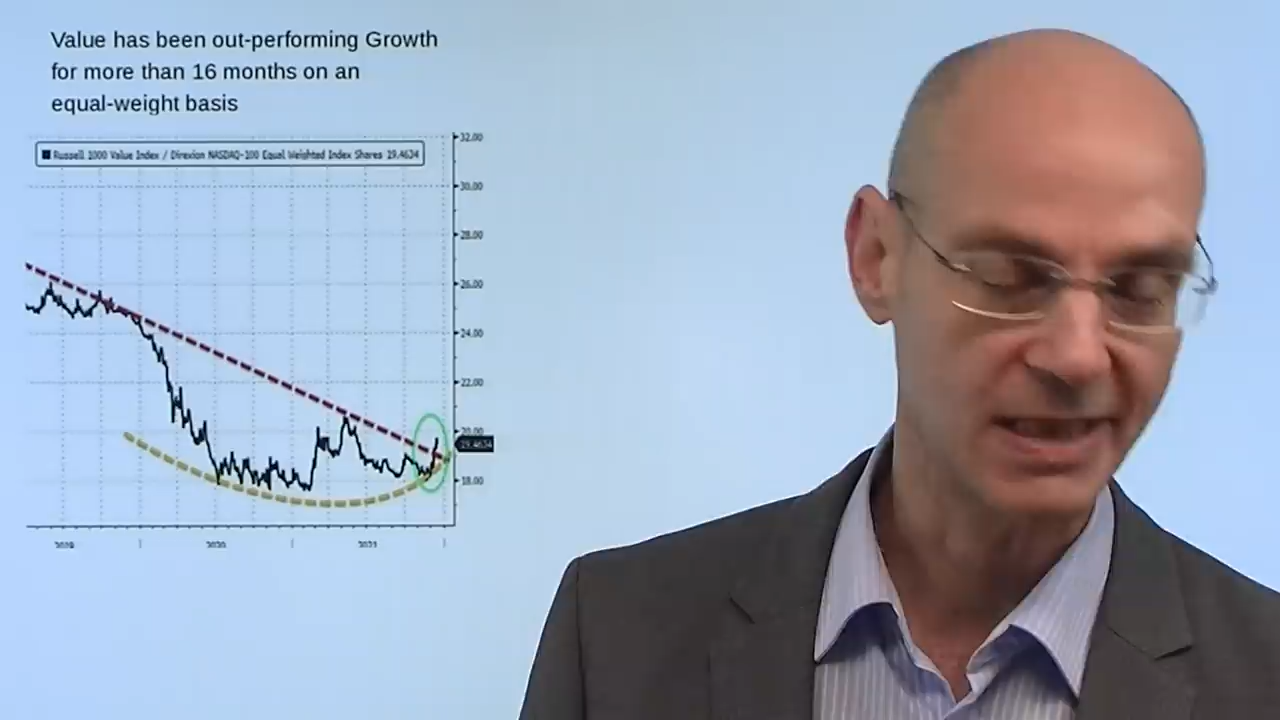 Value has been out-performing Growth
for more than 16 months on an
equal-weight basis
32.00
Russell 1000 Value Index / Direxion NASDAQ-100 Equal Weighted Index Shares 19.4634
30.00
28.00
26.00
24.00
22.00
20.00
19.4634
18.00
2019 2020 2021